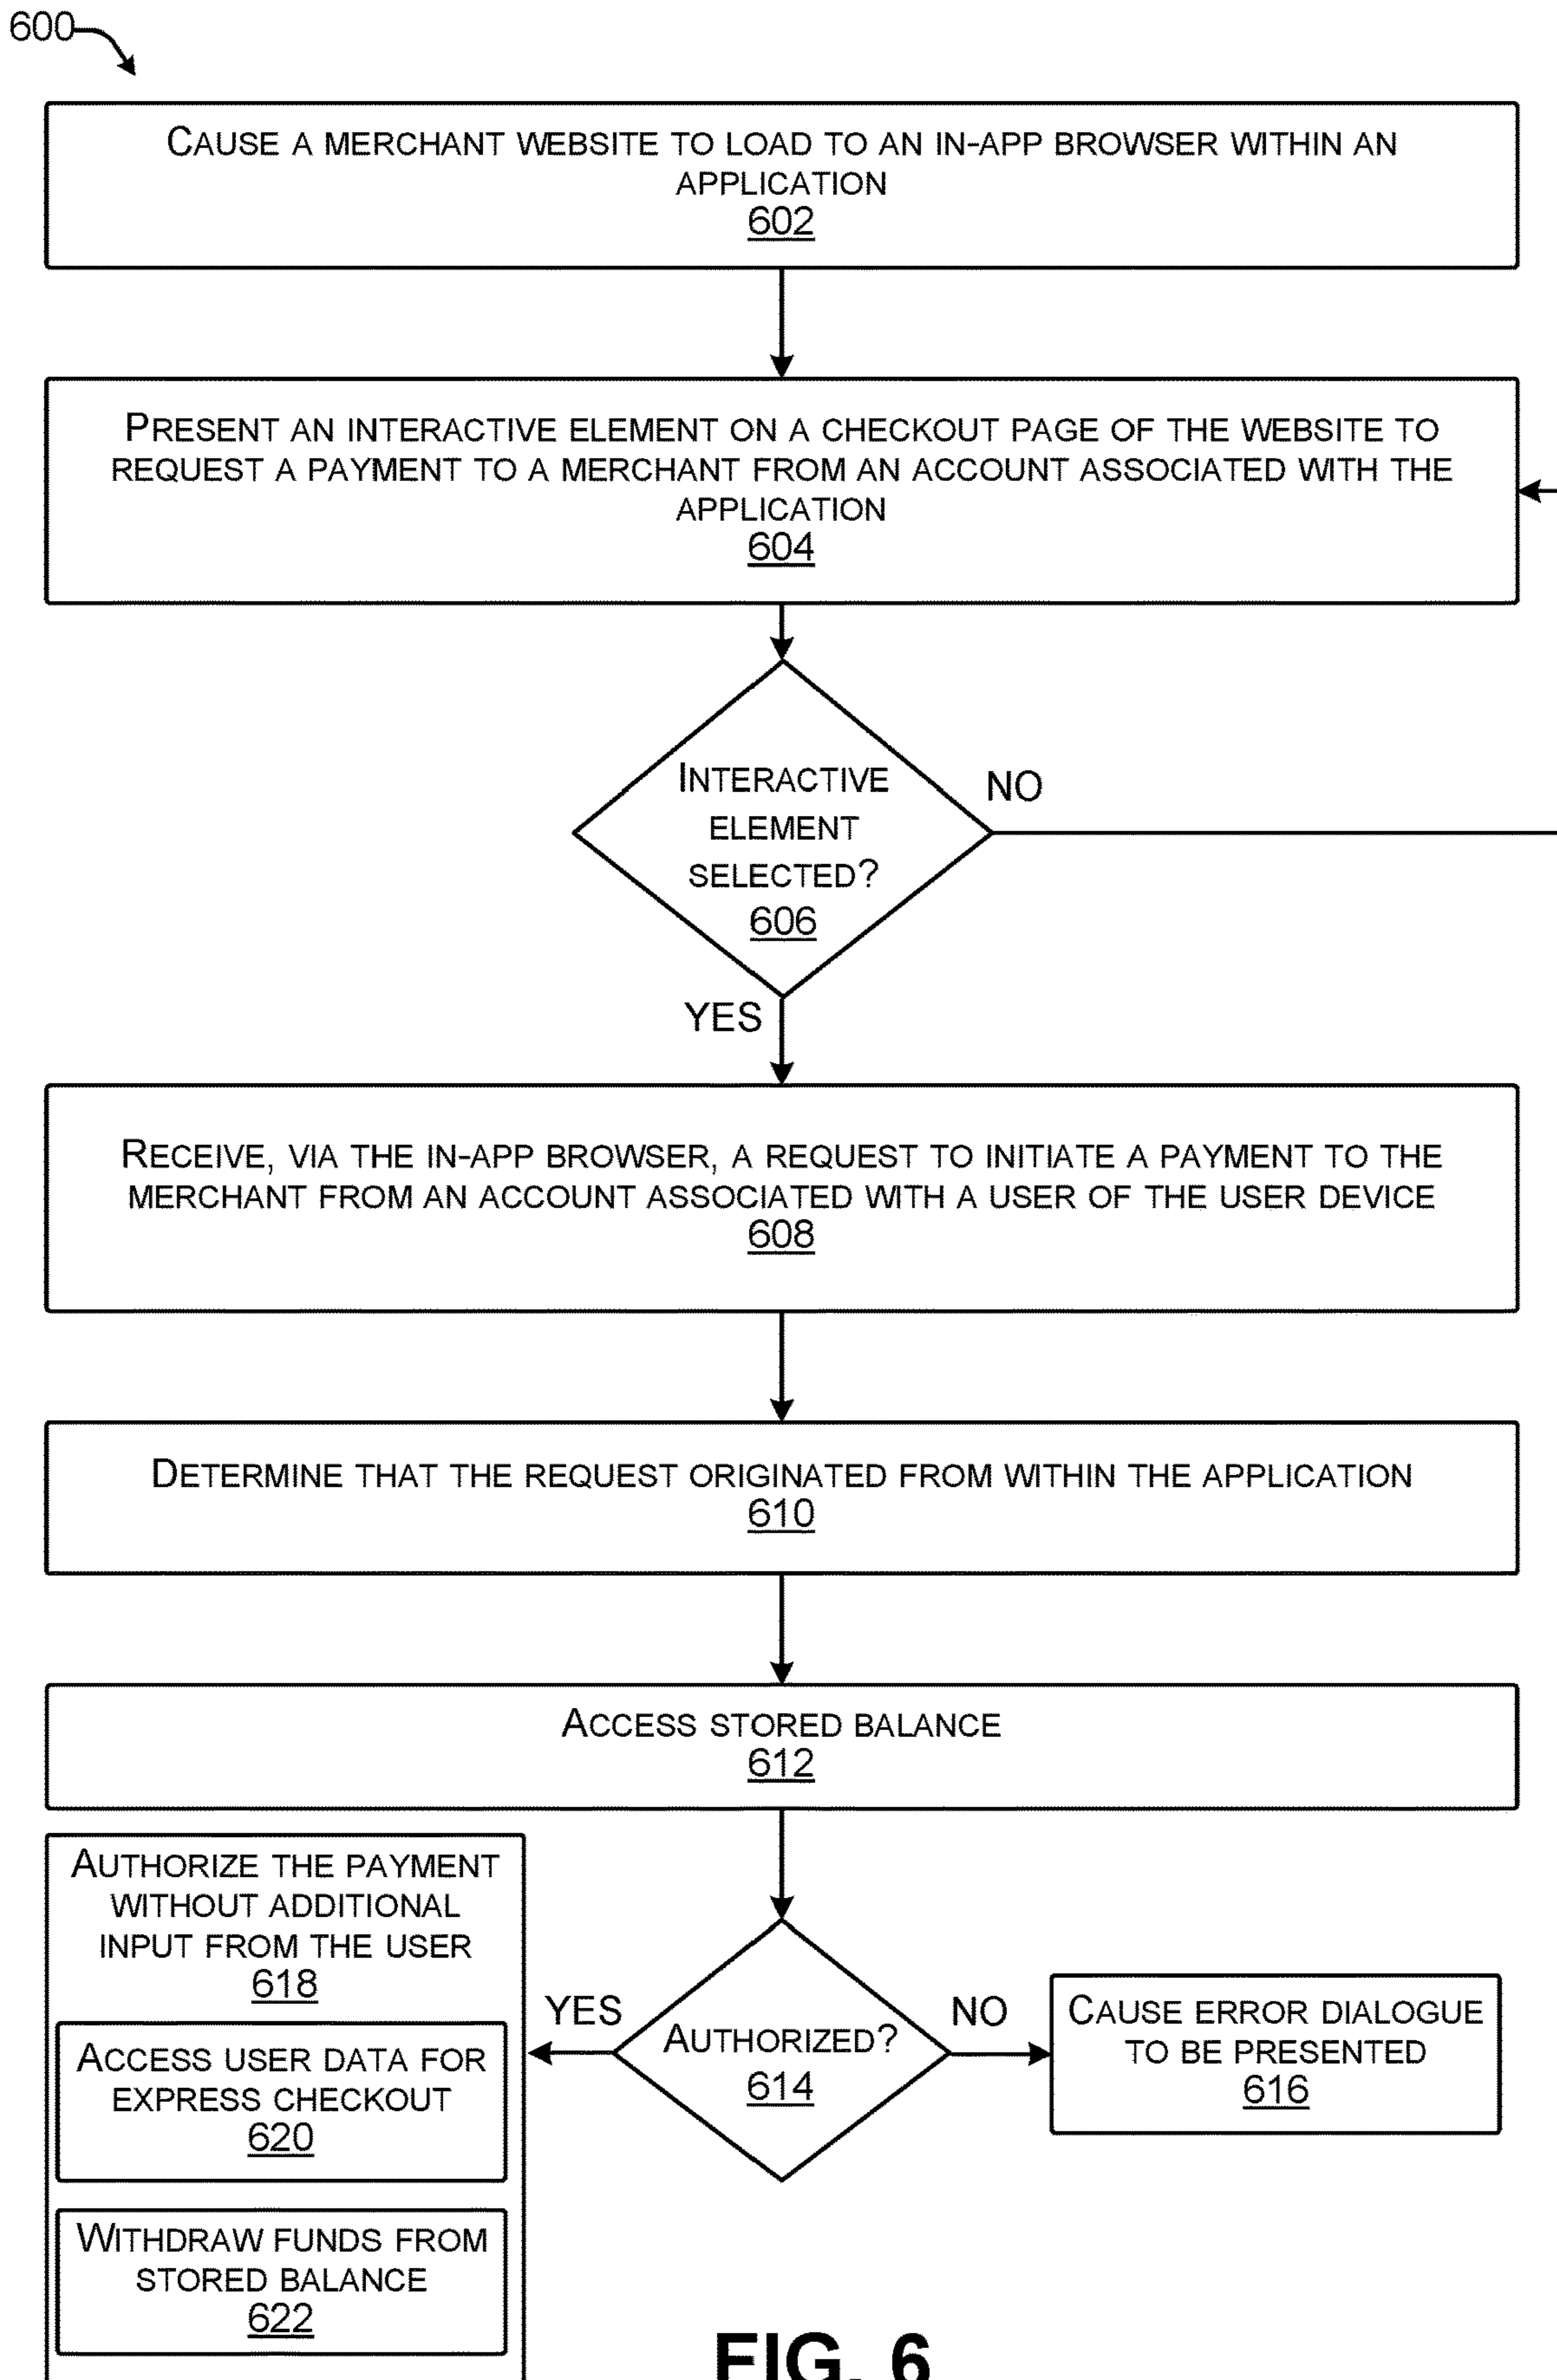 600
CAUSE A MERCHANT WEBSITE TO LOAD TO AN IN-APP BROWSER WITHIN AN
APPLICATION
602
PRESENT AN INTERACTIVE ELEMENT ON A CHECKOUT PAGE OF THE WEBSITE TO
REQUEST A PAYMENT TO A MERCHANT FROM AN ACCOUNT ASSOCIATED WITH THE
APPLICATION
604
INTERACTIVE
ELEMENT
SELECTED?
606
NO
YES
RECEIVE, VIA THE IN-APP BROWSER, A REQUEST TO INITIATE A PAYMENT TO THE
MERCHANT FROM AN ACCOUNT ASSOCIATED WITH A USER OF THE USER DEVICE
608
DETERMINE THAT THE REQUEST ORIGINATED FROM WITHIN THE APPLICATION
610
ACCESS STORED BALANCE
612
AUTHORIZED?
614
YES
NO
CAUSE ERROR DIALOGUE
TO BE PRESENTED
616
AUTHORIZE THE PAYMENT
WITHOUT ADDITIONAL
INPUT FROM THE USER
618
ACCESS USER DATA FOR
EXPRESS CHECKOUT
620
WITHDRAW FUNDS FROM
STORED BALANCE
622
FIG. 6